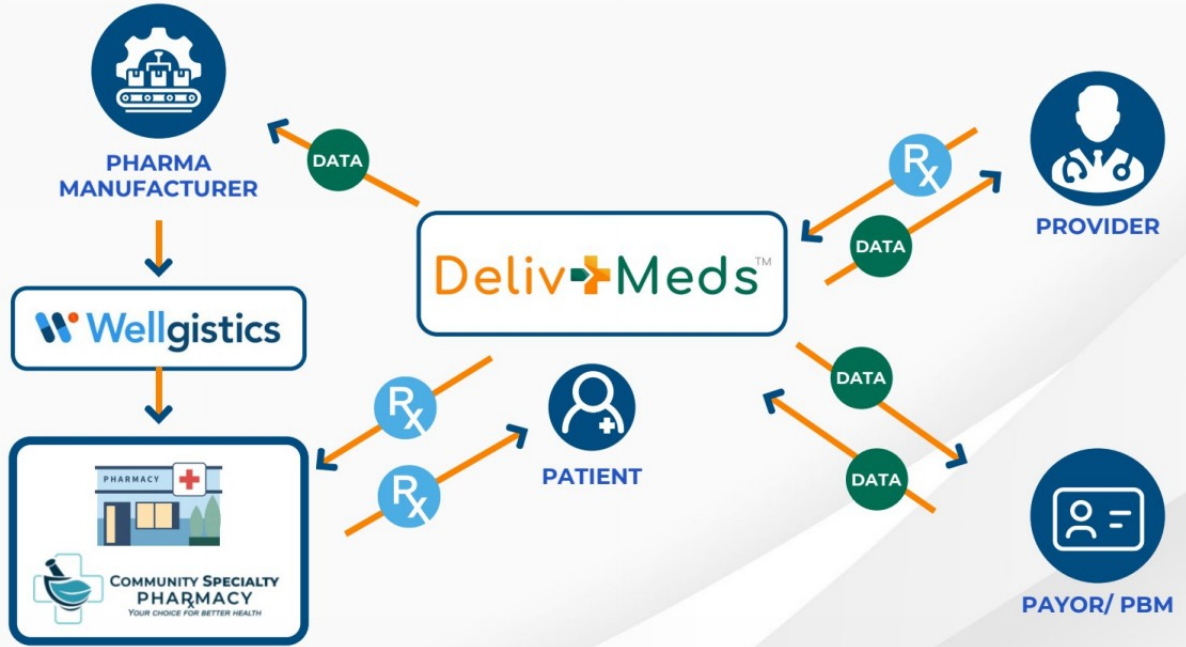 PHARMA
MANUFACTURER
DATA
Rx
PROVIDER
DATA
Deliv Meds™
Wellgistics
Rx
DATA
PATIENT
Rx
DATA
PHARMACY
COMMUNITY SPECIALTY
PHARMACY
Rx
YOUR CHOICE FOR BETTER HEALTH
PAYOR/ PBM